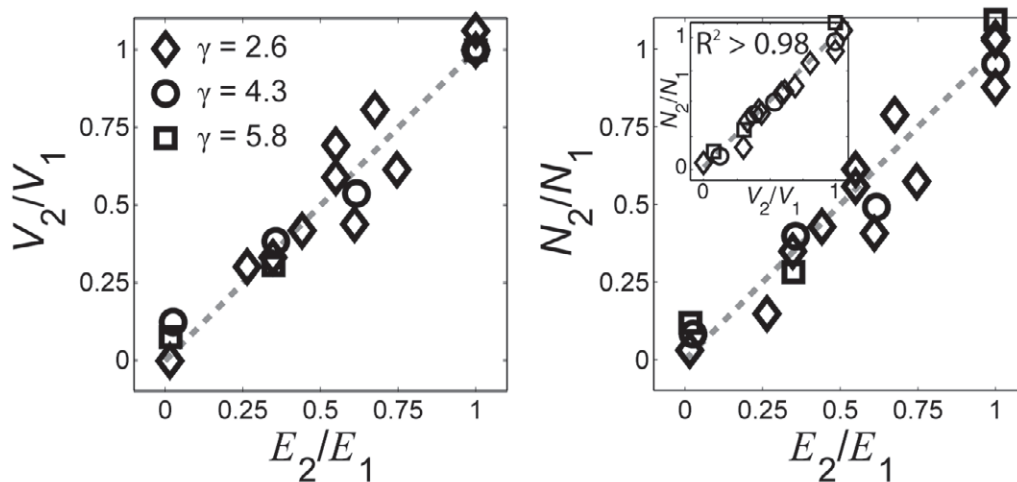 V₂/V₁
1
0.75
0.5
0.25
0
γ = 2.6
γ = 4.3
γ = 5.8
0 0.25 0.5 0.75 1
E₂/E₁
N₂/N₁
1
0.75
0.5
0.25
0
R² > 0.98
N₂/N₁
1
0
0 1
V₂/V₁
0 0.25 0.5 0.75 1
E₂/E₁